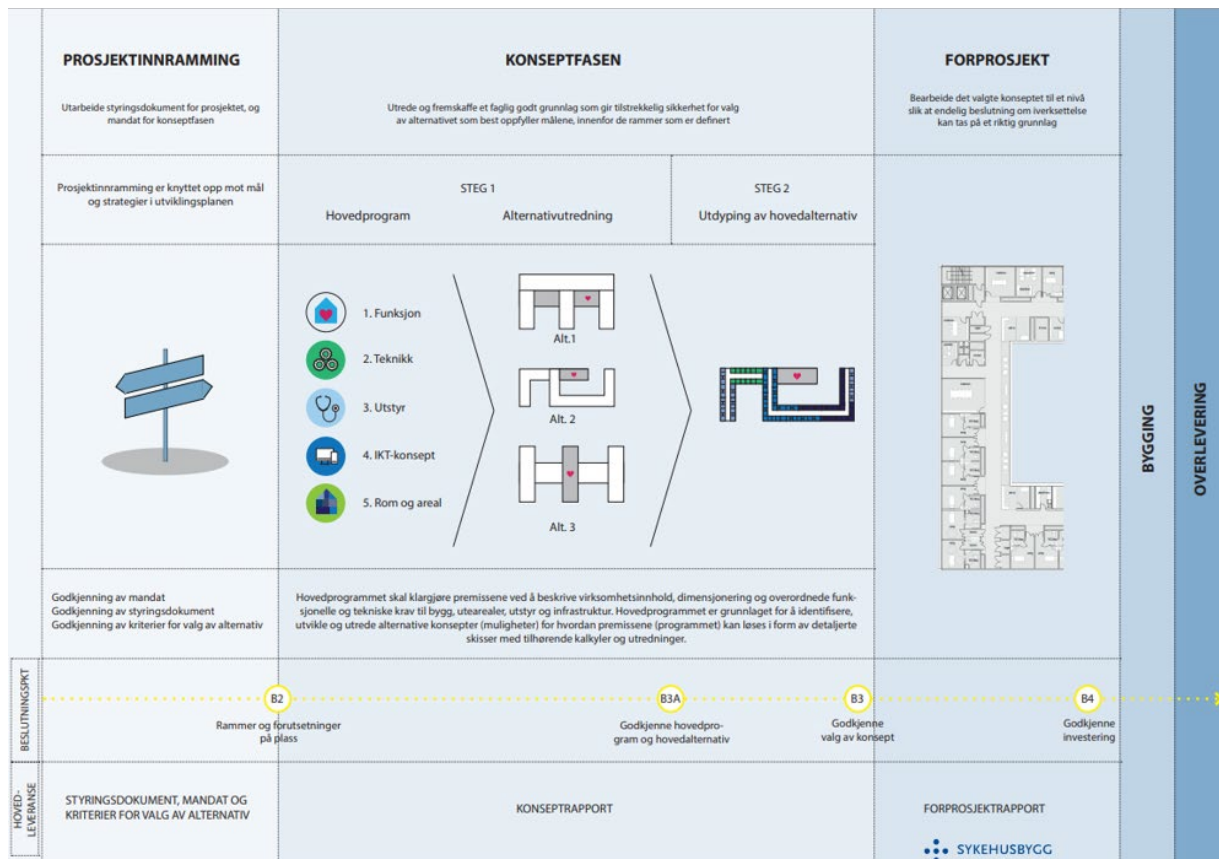 PROSJEKTINNRAMMING
Utarbeide styringsdokument for prosjektet, og
mandat for konseptfasen
KONSEPTFASEN
Utrede og fremskaffe et faglig godt grunnlag som gir tilstrekkelig sikkerhet for valg
av alternativet som best oppfyller målene, innenfor de rammer som er definert
FORPROSJEKT
Bearbeide det valgte konseptet til et nivå
slik at endelig beslutning om iverksettelse
kan tas på et riktig grunnlag
Prosjektinnramming er knyttet opp mot mål
og strategier i utviklingsplanen
STEG 1
Hovedprogram
Alternativutredning
STEG 2
Utdyping av hovedalternativ
1. Funksjon
2. Teknikk
3. Utstyr
4. IKT-konsept
5. Rom og areal
Alt.1
Alt. 2
Alt. 3
BYGGING
OVERLEVERING
Godkjenning av mandat
Godkjenning av styringsdokument
Godkjenning av kriterier for valg av alternativ
Hovedprogrammet skal klargjøre premissene ved å beskrive virksomhetsinnhold, dimensjonering og overordnede funk-
sjonelle og tekniske krav til bygg, utearealer, utstyr og infrastruktur. Hovedprogrammet er grunnlaget for å identifisere,
utvikle og utrede alternative konsepter (muligheter) for hvordan premissene (programmet) kan løses i form av detaljerte
skisser med tilhørende kalkyler og utredninger.
BESLUTNINGSPKT
B2
Rammer og forutsetninger
på plass
B3A
Godkjenne hovedpro-
gram og hovedalternativ
B3
Godkjenne
valg av konsept
B4
Godkjenne
investering
HOVED-
LEVERANSE
STYRINGSDOKUMENT, MANDAT OG
KRITERIER FOR VALG AV ALTERNATIV
KONSEPTRAPPORT
FORPROSJEKTRAPPORT
SYKEHUSBYGG